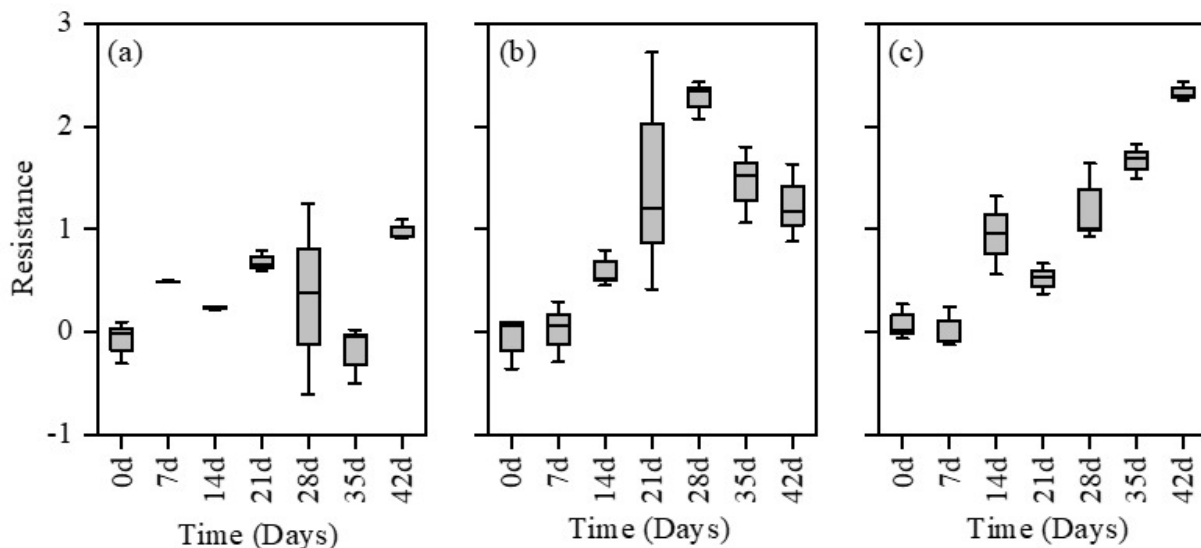 3
2
1
0
-1
Resistance
(a)
(b)
(c)
0d
7d
14d
21d
28d
35d
42d
0d
7d
14d
21d
28d
35d
42d
0d
7d
14d
21d
28d
35d
42d
Time (Days)
Time (Days)
Time (Days)